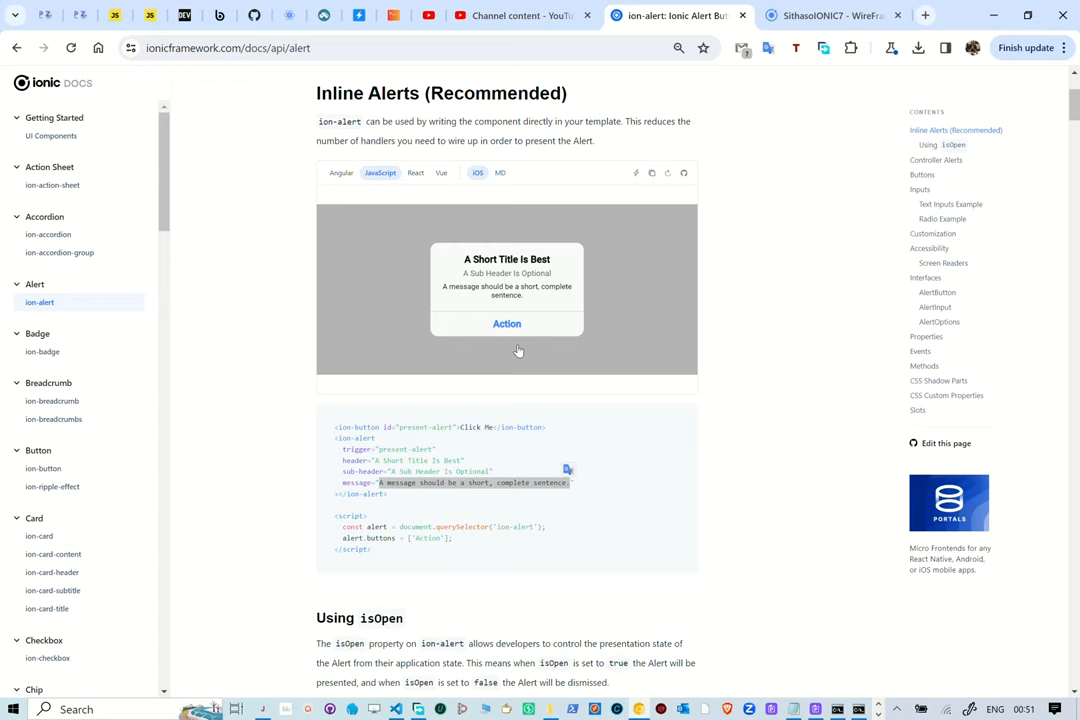 Channel content - YouTu
ion-alert: Ionic Alert But
SithasoIONIC7 - WireFra
ionicframework.com/docs/api/alert
7
T
Finish update
ionic DOCS
Getting Started
UI Components
Action Sheet
ion-action-sheet
Accordion
ion-accordion
ion-accordion-group
Alert
ion-alert
Badge
ion-badge
Breadcrumb
ion-breadcrumb
ion-breadcrumbs
Button
ion-button
ion-ripple-effect
Card
ion-card
ion-card-content
ion-card-header
ion-card-subtitle
ion-card-title
Checkbox
ion-checkbox
Chip
Inline Alerts (Recommended)
ion-alert can be used by writing the component directly in your template. This reduces the
number of handlers you need to wire up in order to present the Alert.
Angular JavaScript React Vue iOS MD
A Short Title Is Best
A Sub Header Is Optional
A message should be a short, complete
sentence.
Action
<ion-button id="present-alert">Click Me</ion-button>
<ion-alert
trigger="present-alert"
header="A Short Title Is Best"
sub-header="A Sub Header Is Optional"
message="A message should be a short, complete sentence."
></ion-alert>
<script>
const alert = document.querySelector('ion-alert');
alert.buttons = ['Action'];
</script>
Using isOpen
The isOpen property on ion-alert allows developers to control the presentation state of
the Alert from their application state. This means when isOpen is set to true the Alert will be
presented, and when isOpen is set to false the Alert will be dismissed.
CONTENTS
Inline Alerts (Recommended)
Using isOpen
Controller Alerts
Buttons
Inputs
Text Inputs Example
Radio Example
Customization
Accessibility
Screen Readers
Interfaces
AlertButton
AlertInput
AlertOptions
Properties
Events
Methods
CSS Shadow Parts
CSS Custom Properties
Slots
Edit this page
PORTALS
Micro Frontends for any
React Native, Android,
or iOS mobile apps.
Search
ENG
00:51